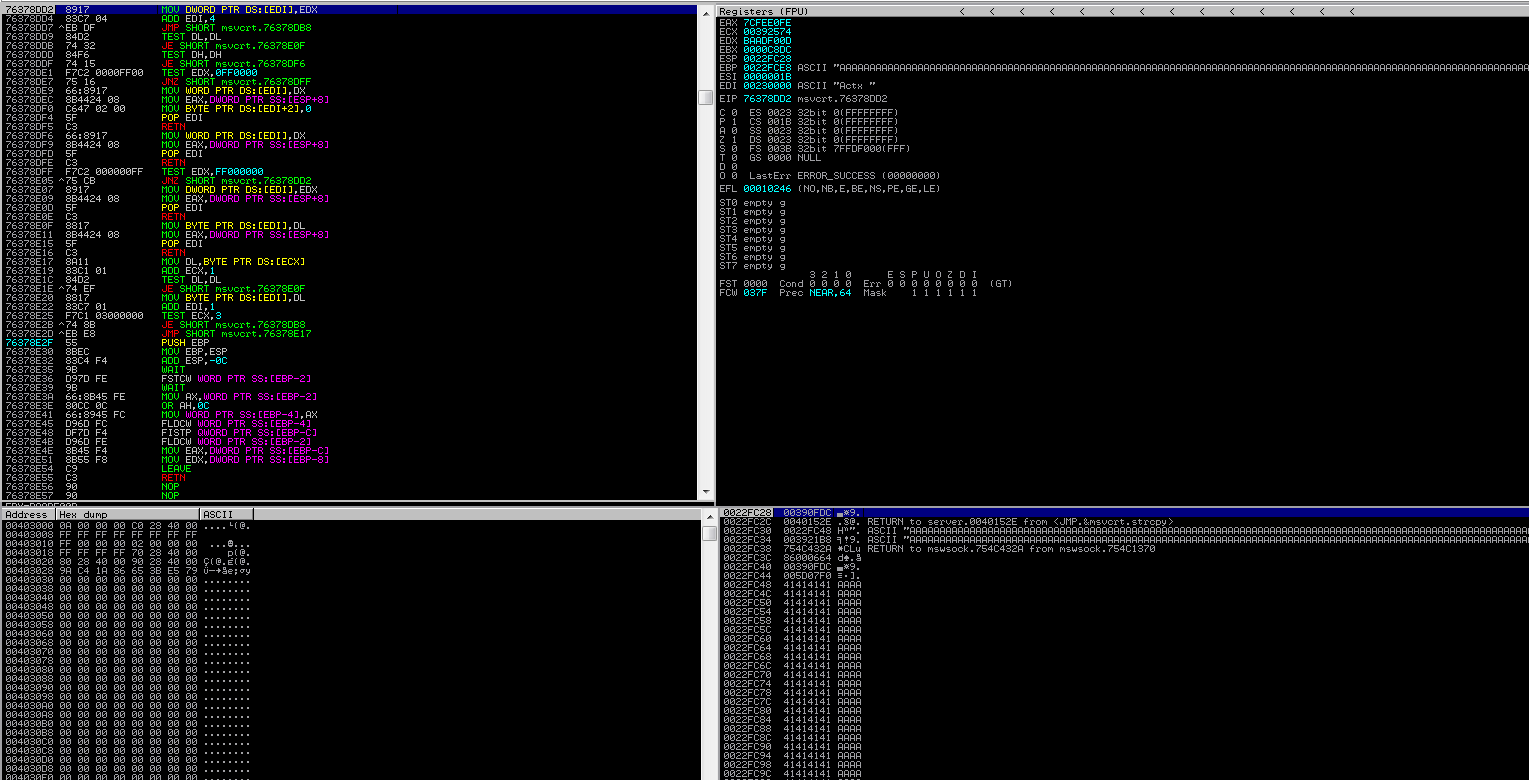 76378DD2 8917 MOV DWORD PTR DS:[EDI],EDX
76378DD4 83C7 04 ADD EDI,4
76378DD7 ^EB DF JMP SHORT msvcrt.76378DB8
76378DD9 84D2 TEST DL,DL
76378DDB 74 32 JE SHORT msvcrt.76378E0F
76378DDD 84F6 TEST DH,DH
76378DDF 74 15 JE SHORT msvcrt.76378DF6
76378DE1 F7C2 0000FF00 TEST EDX,0FF0000
76378DE7 75 16 JNZ SHORT msvcrt.76378DFF
76378DE9 66:8917 MOV WORD PTR DS:[EDI],DX
76378DEC 8B4424 08 MOV EAX,DWORD PTR SS:[ESP+8]
76378DF0 C647 02 00 MOV BYTE PTR DS:[EDI+2],0
76378DF4 5F POP EDI
76378DF5 C3 RETN
76378DF6 66:8917 MOV WORD PTR DS:[EDI],DX
76378DF9 8B4424 08 MOV EAX,DWORD PTR SS:[ESP+8]
76378DFD 5F POP EDI
76378DFE C3 RETN
76378DFF F7C2 000000FF TEST EDX,FF000000
76378E05 ^75 CB JNZ SHORT msvcrt.76378DD2
76378E07 8917 MOV DWORD PTR DS:[EDI],EDX
76378E09 8B4424 08 MOV EAX,DWORD PTR SS:[ESP+8]
76378E0D 5F POP EDI
76378E0E C3 RETN
76378E0F 8817 MOV BYTE PTR DS:[EDI],DL
76378E11 8B4424 08 MOV EAX,DWORD PTR SS:[ESP+8]
76378E15 5F POP EDI
76378E16 C3 RETN
76378E17 8A11 MOV DL,BYTE PTR DS:[ECX]
76378E19 83C1 01 ADD ECX,1
76378E1C 84D2 TEST DL,DL
76378E1E ^74 EF JE SHORT msvcrt.76378E0F
76378E20 8817 MOV BYTE PTR DS:[EDI],DL
76378E22 83C7 01 ADD EDI,1
76378E25 F7C1 03000000 TEST ECX,3
76378E2B ^74 8B JE SHORT msvcrt.76378DB8
76378E2D ^EB E8 JMP SHORT msvcrt.76378E17
76378E2F 55 PUSH EBP
76378E30 8BEC MOV EBP,ESP
76378E32 83C4 F4 ADD ESP,-0C
76378E35 9B WAIT
76378E36 D97D FE FSTCW WORD PTR SS:[EBP-2]
76378E39 9B WAIT
76378E3A 66:8B45 FE MOV AX,WORD PTR SS:[EBP-2]
76378E3E 80CC 0C OR AH,0C
76378E41 66:8945 FC MOV WORD PTR SS:[EBP-4],AX
76378E45 D96D FC FLDCW WORD PTR SS:[EBP-4]
76378E48 DF7D F4 FISTP QWORD PTR SS:[EBP-C]
76378E4B D96D FE FLDCW WORD PTR SS:[EBP-2]
76378E4E 8B45 F4 MOV EAX,DWORD PTR SS:[EBP-C]
76378E51 8B55 F8 MOV EDX,DWORD PTR SS:[EBP-8]
76378E54 C9 LEAVE
76378E55 C3 RETN
76378E56 90 NOP
76378E57 90 NOP
Registers (FPU) < < < < < < < < < < < < < <
EAX 7CFEE0FE
ECX 00392574
EDX BAADF00D
EBX 0000C8DC
ESP 0022FC28
EBP 0022FCE8 ASCII "AAAAAAAAAAAAAAAAAAAAAAAAAAAAAAAAAAAAAAAAAAAAAAAAAAAAAAAAAAAAAAAAAAAAAAAAAAAAAAAAAAAAAAAAAAAAAAAAAAAAAAAAAAAAAAA
ESI 0000001B
EDI 00230000 ASCII "Actx "
EIP 76378DD2 msvcrt.76378DD2
C 0 ES 0023 32bit 0(FFFFFFFF)
P 1 CS 001B 32bit 0(FFFFFFFF)
A 0 SS 0023 32bit 0(FFFFFFFF)
Z 1 DS 0023 32bit 0(FFFFFFFF)
S 0 FS 003B 32bit 7FFDF000(FFF)
T 0 GS 0000 NULL
D 0
O 0 LastErr ERROR_SUCCESS (00000000)
EFL 00010246 (NO,NB,E,BE,NS,PE,GE,LE)
ST0 empty g
ST1 empty g
ST2 empty g
ST3 empty g
ST4 empty g
ST5 empty g
ST6 empty g
ST7 empty g
3 2 1 0 E S P U O Z D I
FST 0000 Cond 0 0 0 0 Err 0 0 0 0 0 0 0 0 (GT)
FCW 037F Prec NEAR,64 Mask 1 1 1 1 1 1
Address Hex dump ASCII
00403000 0A 00 00 00 C0 28 40 00 ....└(@.
00403008 FF FF FF FF FF FF FF FF
00403010 FF 00 00 00 02 00 00 00 ...☻...
00403018 FF FF FF FF 70 28 40 00 p(@.
00403020 80 28 40 00 90 28 40 00 Ç(@.É(@.
00403028 9A C4 1A 86 65 3B E5 79
00403030 00 00 00 00 00 00 00 00 ........
00403038 00 00 00 00 00 00 00 00 ........
00403040 00 00 00 00 00 00 00 00 ........
00403048 00 00 00 00 00 00 00 00 ........
00403050 00 00 00 00 00 00 00 00 ........
00403058 00 00 00 00 00 00 00 00 ........
00403060 00 00 00 00 00 00 00 00 ........
00403068 00 00 00 00 00 00 00 00 ........
00403070 00 00 00 00 00 00 00 00 ........
00403078 00 00 00 00 00 00 00 00 ........
00403080 00 00 00 00 00 00 00 00 ........
00403088 00 00 00 00 00 00 00 00 ........
00403090 00 00 00 00 00 00 00 00 ........
00403098 00 00 00 00 00 00 00 00 ........
004030A0 00 00 00 00 00 00 00 00 ........
004030A8 00 00 00 00 00 00 00 00 ........
004030B0 00 00 00 00 00 00 00 00 ........
004030B8 00 00 00 00 00 00 00 00 ........
004030C0 00 00 00 00 00 00 00 00 ........
004030C8 00 00 00 00 00 00 00 00 ........
004030D0 00 00 00 00 00 00 00 00 ........
004030D8 00 00 00 00 00 00 00 00 ........
004030E0 00 00 00 00 00 00 00 00 ........
0022FC28 00390FDC
0022FC2C 0040152E .S@. RETURN to server.0040152E from <JMP.&msvcrt.strcpy>
0022FC30 0022FC48 ASCII "AAAAAAAAAAAAAAAAAAAAAAAAAAAAAAAAAAAAAAAAAAAAAAAAAAAAAAAAAAAAAAAAAAAAAAAAAAAAAAAAAAAAAAAAAAAAAAAAAAAA
0022FC34 003921B8 ASCII "AAAAAAAAAAAAAAAAAAAAAAAAAAAAAAAAAAAAAAAAAAAAAAAAAAAAAAAAAAAAAAAAAAAAAAAAAAAAAAAAAAAAAAAAAAAAAAAAAAAA
0022FC38 754C432A *CLu RETURN to mswsock.754C432A from mswsock.754C1370
0022FC3C 86000664 d♠.å
0022FC40 00390FDC
0022FC44 005D07F0 ≡•].
0022FC48 41414141 AAAA
0022FC4C 41414141 AAAA
0022FC50 41414141 AAAA
0022FC54 41414141 AAAA
0022FC58 41414141 AAAA
0022FC5C 41414141 AAAA
0022FC60 41414141 AAAA
0022FC64 41414141 AAAA
0022FC68 41414141 AAAA
0022FC6C 41414141 AAAA
0022FC70 41414141 AAAA
0022FC74 41414141 AAAA
0022FC78 41414141 AAAA
0022FC7C 41414141 AAAA
0022FC80 41414141 AAAA
0022FC84 41414141 AAAA
0022FC88 41414141 AAAA
0022FC8C 41414141 AAAA
0022FC90 41414141 AAAA
0022FC94 41414141 AAAA
0022FC98 41414141 AAAA
0022FC9C 41414141 AAAA